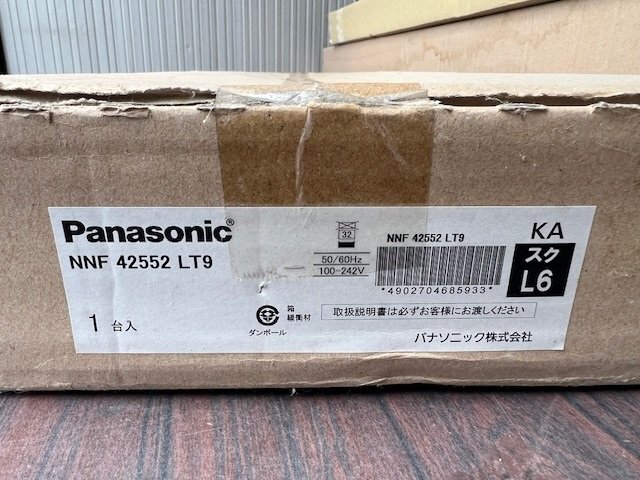 Panasonic®
NNF 42552 LT9
1 台入
32
50/60Hz
100-242V
箱
緩衝材
ダンボール
NNF 42552 LT9
*4902704685933*
取扱説明書は必ずお客様にお渡しください
パナソニック株式会社
KA
スク
L6